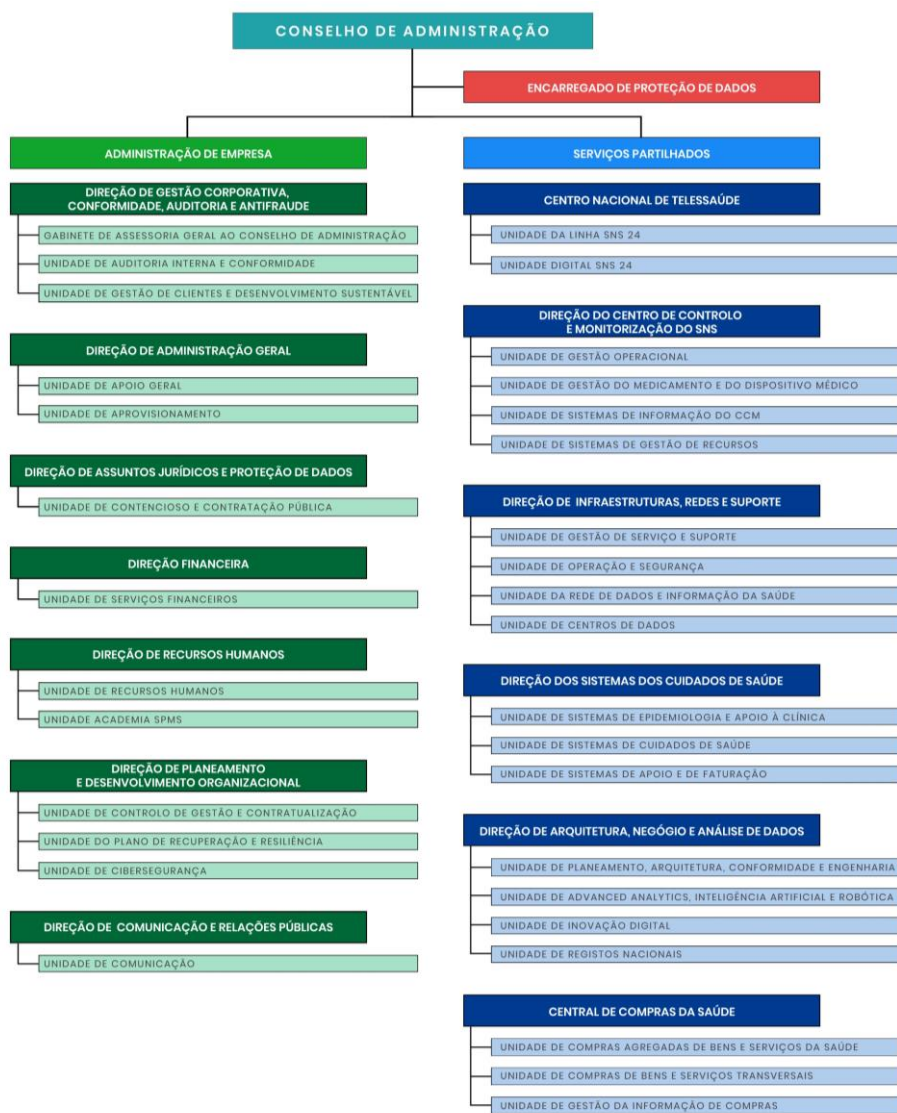 CONSELHO DE ADMINISTRAÇÃO
ENCARREGADO DE PROTEÇÃO DE DADOS
ADMINISTRAÇÃO DE EMPRESA
DIREÇÃO DE GESTÃO CORPORATIVA,
CONFORMIDADE, AUDITORIA E ANTIFRAUDE
GABINETE DE ASSESSORIA GERAL AO CONSELHO DE ADMINISTRAÇÃO
UNIDADE DE AUDITORIA INTERNA E CONFORMIDADE
UNIDADE DE GESTÃO DE CLIENTES E DESENVOLVIMENTO SUSTENTÁVEL
DIREÇÃO DE ADMINISTRAÇÃO GERAL
UNIDADE DE APOIO GERAL
UNIDADE DE APROVISIONAMENTO
DIREÇÃO DE ASSUNTOS JURÍDICOS E PROTEÇÃO DE DADOS
UNIDADE DE CONTENCIOSO E CONTRATAÇÃO PÚBLICA
DIREÇÃO FINANCEIRA
UNIDADE DE SERVIÇOS FINANCEIROS
DIREÇÃO DE RECURSOS HUMANOS
UNIDADE DE RECURSOS HUMANOS
UNIDADE ACADEMIA SPMS
DIREÇÃO DE PLANEAMENTO
E DESENVOLVIMENTO ORGANIZACIONAL
UNIDADE DE CONTROLO DE GESTÃO E CONTRATUALIZAÇÃO
UNIDADE DO PLANO DE RECUPERAÇÃO E RESILIÊNCIA
UNIDADE DE CIBERSEGURANÇA
DIREÇÃO DE COMUNICAÇÃO E RELAÇÕES PÚBLICAS
UNIDADE DE COMUNICAÇÃO
SERVIÇOS PARTILHADOS
CENTRO NACIONAL DE TELESSAÚDE
UNIDADE DA LINHA SNS 24
UNIDADE DIGITAL SNS 24
DIREÇÃO DO CENTRO DE CONTROLO
E MONITORIZAÇÃO DO SNS
UNIDADE DE GESTÃO OPERACIONAL
UNIDADE DE GESTÃO DO MEDICAMENTO E DO DISPOSITIVO MÉDICO
UNIDADE DE SISTEMAS DE INFORMAÇÃO DO CCM
UNIDADE DE SISTEMAS DE GESTÃO DE RECURSOS
DIREÇÃO DE INFRAESTRUTURAS, REDES E SUPORTE
UNIDADE DE GESTÃO DE SERVIÇO E SUPORTE
UNIDADE DE OPERAÇÃO E SEGURANÇA
UNIDADE DA REDE DE DADOS E INFORMAÇÃO DA SAÚDE
UNIDADE DE CENTROS DE DADOS
DIREÇÃO DOS SISTEMAS DOS CUIDADOS DE SAÚDE
UNIDADE DE SISTEMAS DE EPIDEMIOLOGIA E APOIO À CLÍNICA
UNIDADE DE SISTEMAS DE CUIDADOS DE SAÚDE
UNIDADE DE SISTEMAS DE APOIO E DE FATURAÇÃO
DIREÇÃO DE ARQUITETURA, NEGÓGIO E ANÁLISE DE DADOS
UNIDADE DE PLANEAMENTO, ARQUITETURA, CONFORMIDADE E ENGENHARIA
UNIDADE DE ADVANCED ANALYTICS, INTELIGÊNCIA ARTIFICIAL E ROBÓTICA
UNIDADE DE INOVAÇÃO DIGITAL
UNIDADE DE REGISTOS NACIONAIS
CENTRAL DE COMPRAS DA SAÚDE
UNIDADE DE COMPRAS AGREGADAS DE BENS E SERVIÇOS DA SAÚDE
UNIDADE DE COMPRAS DE BENS E SERVIÇOS TRANSVERSAIS
UNIDADE DE GESTÃO DA INFORMAÇÃO DE COMPRAS